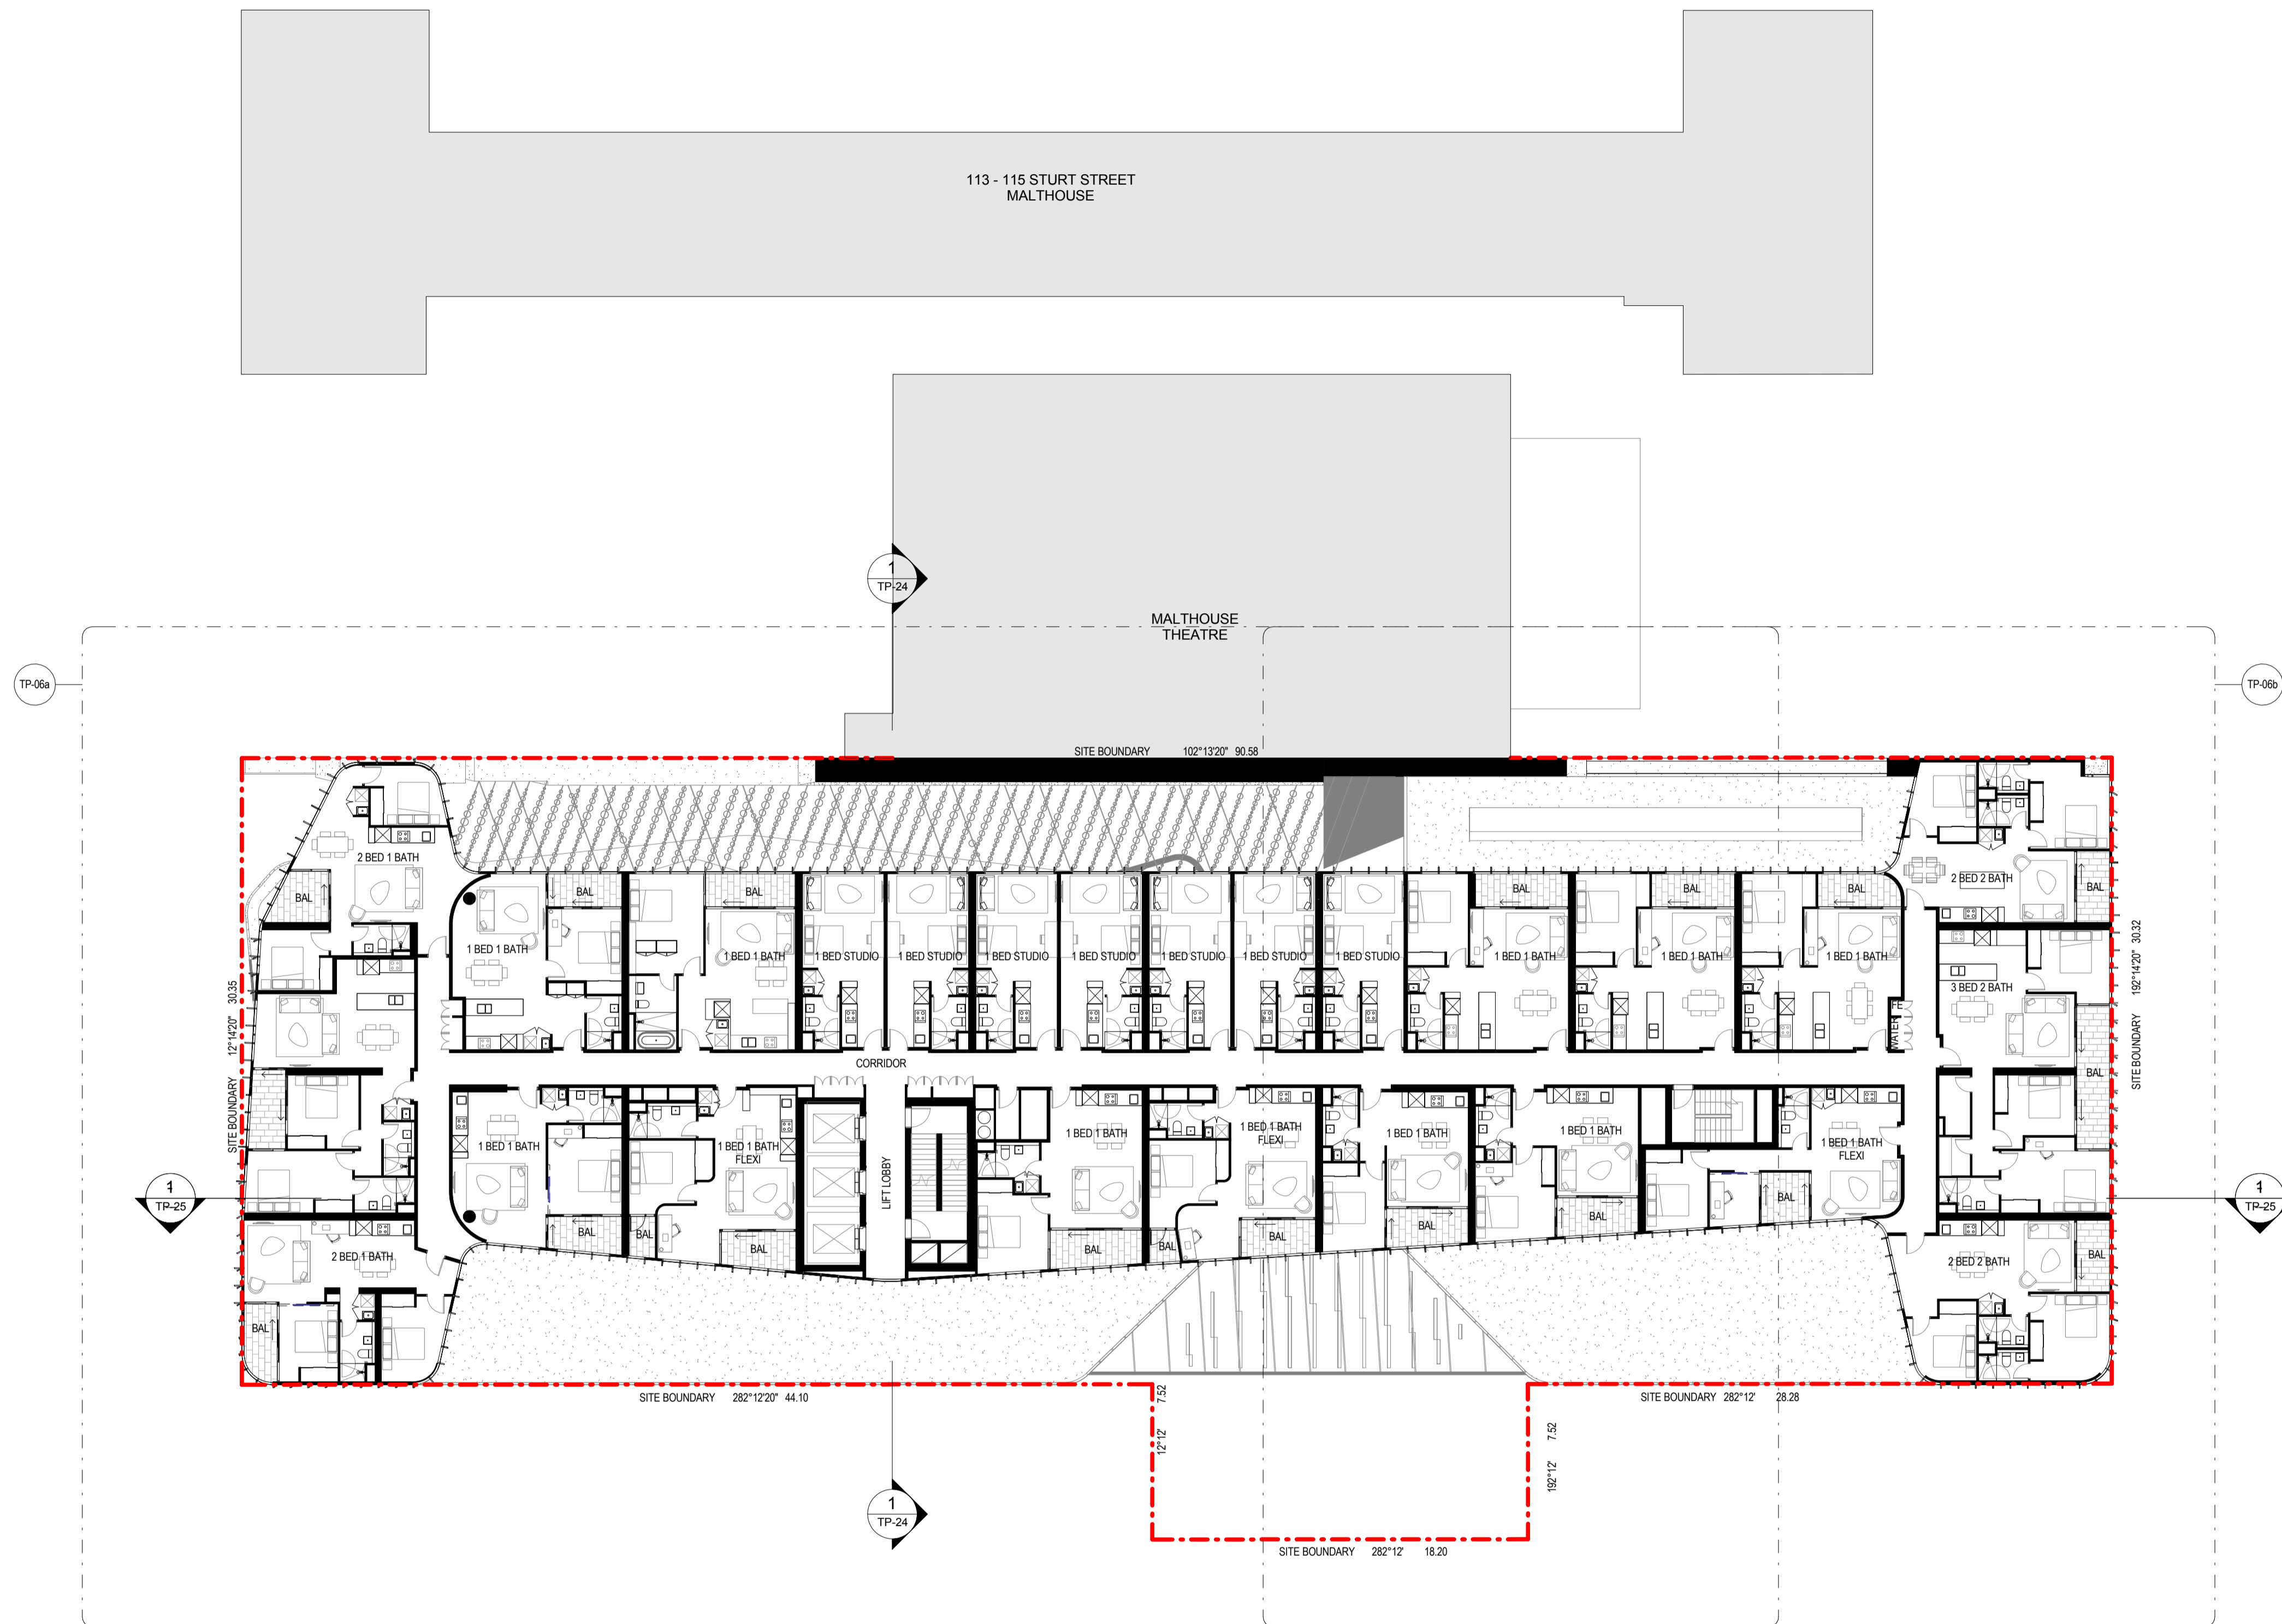 113 - 115 STURT STREET
MALTHOUSE
1
TP-24
MALTHOUSE
THEATRE
TP-06a
TP-06b
SITE BOUNDARY 102°13'20" 90.58
2 BED 1 BATH
BAL
BAL
1 BED 1 BATH
BAL
1 BED 1 BATH
1 BED STUDIO
1 BED STUDIO
1 BED STUDIO
1 BED STUDIO
1 BED STUDIO
1 BED STUDIO
1 BED STUDIO
BAL
1 BED 1 BATH
BAL
1 BED 1 BATH
BAL
1 BED 1 BATH
2 BED 2 BATH
BAL
SITE BOUNDARY 12°14'20" 30.35
SITE BOUNDARY 192°14'20" 30.32
WATER
FE
3 BED 2 BATH
BAL
CORRIDOR
LIFT LOBBY
1 BED 1 BATH
BAL
1 BED 1 BATH
FLEXI
BAL
BAL
1 BED 1 BATH
BAL
1 BED 1 BATH
FLEXI
BAL
BAL
1 BED 1 BATH
BAL
1 BED 1 BATH
BAL
1 BED 1 BATH
FLEXI
BAL
1
TP-25
1
TP-25
2 BED 1 BATH
BAL
2 BED 2 BATH
BAL
SITE BOUNDARY 282°12'20" 44.10
12°12' 7.52
192°12' 7.52
SITE BOUNDARY 282°12' 28.28
1
TP-24
SITE BOUNDARY 282°12' 18.20